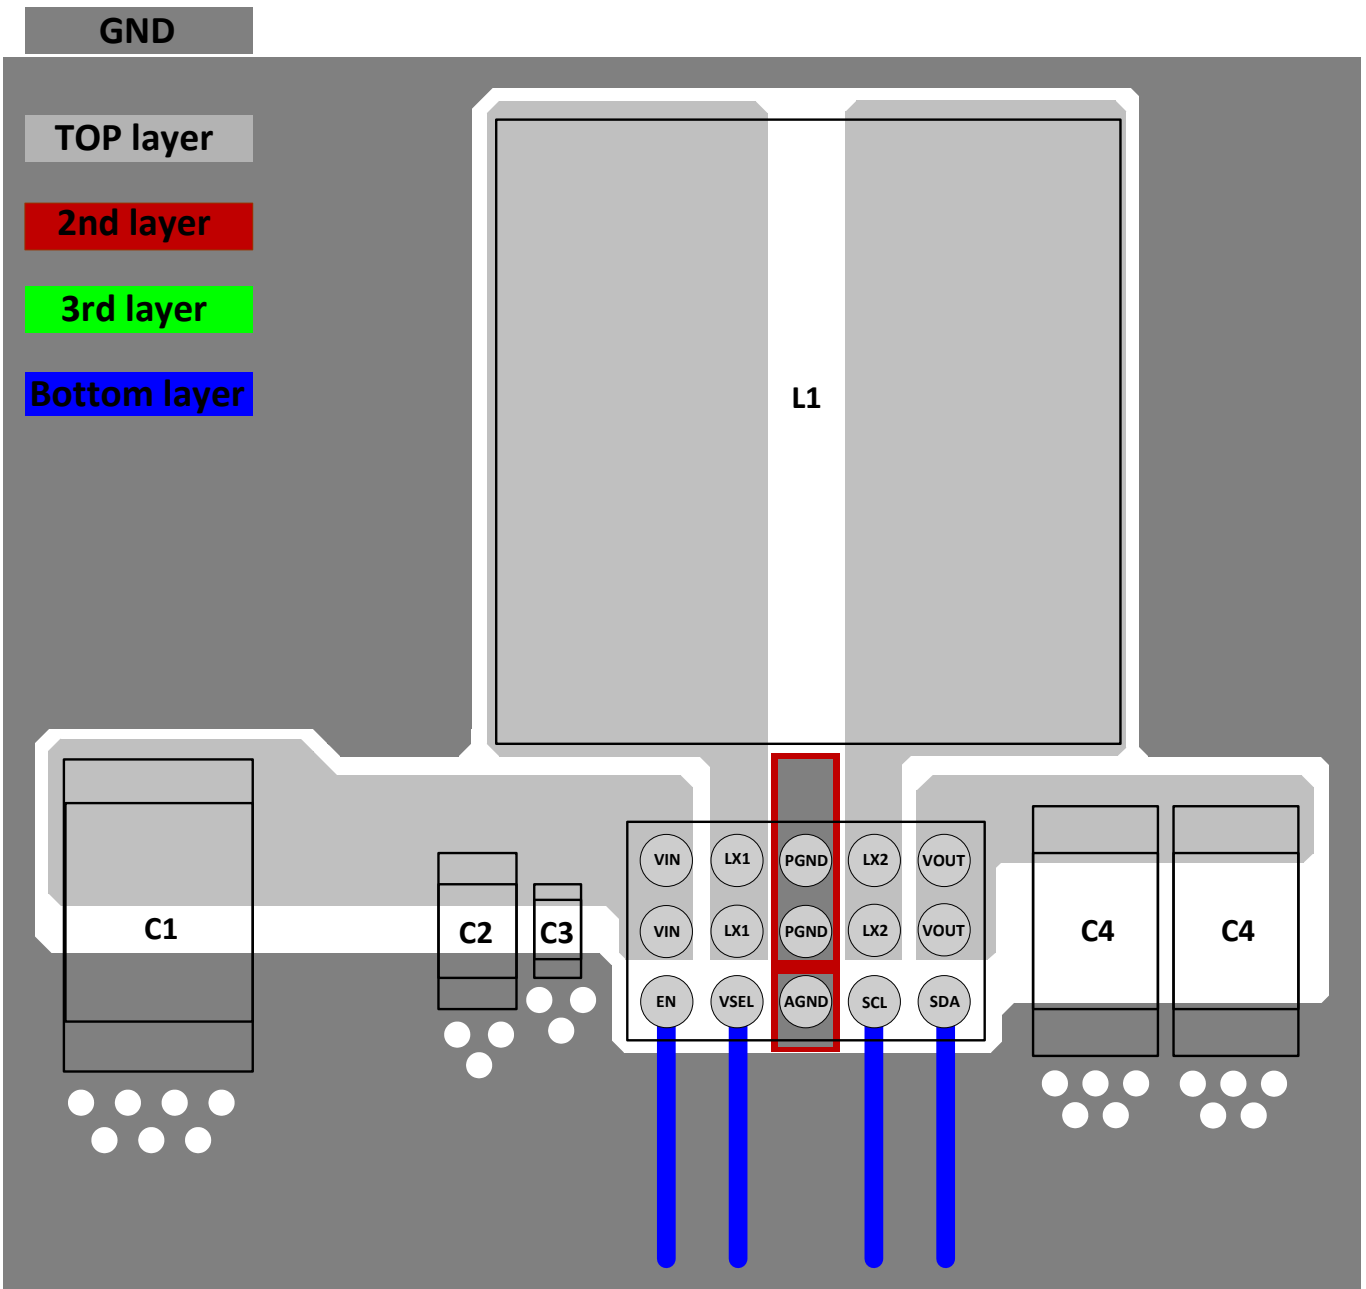 GND
TOP layer
2nd layer
3rd layer
Bottom layer
L1
VIN LX1 PGND LX2 VOUT
C1 C2 C3 VIN LX1 PGND LX2 VOUT C4 C4
EN VSEL AGND SCL SDA